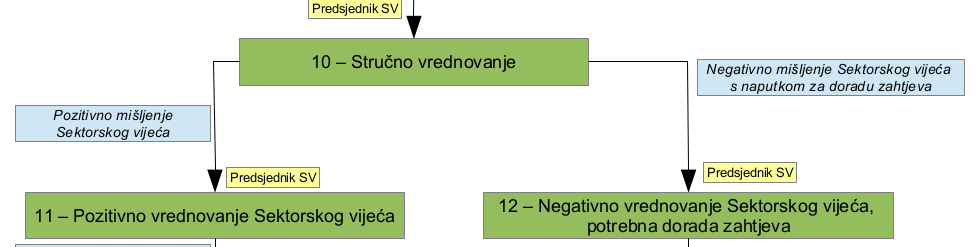 Predsjednik SV
10 – Stručno vrednovanje
Negativno mišljenje Sektorskog vijeća
s naputkom za doradu zahtjeva
Pozitivno mišljenje
Sektorskog vijeća
Predsjednik SV
Predsjednik SV
11 – Pozitivno vrednovanje Sektorskog vijeća
12 – Negativno vrednovanje Sektorskog vijeća,
potrebna dorada zahtjeva